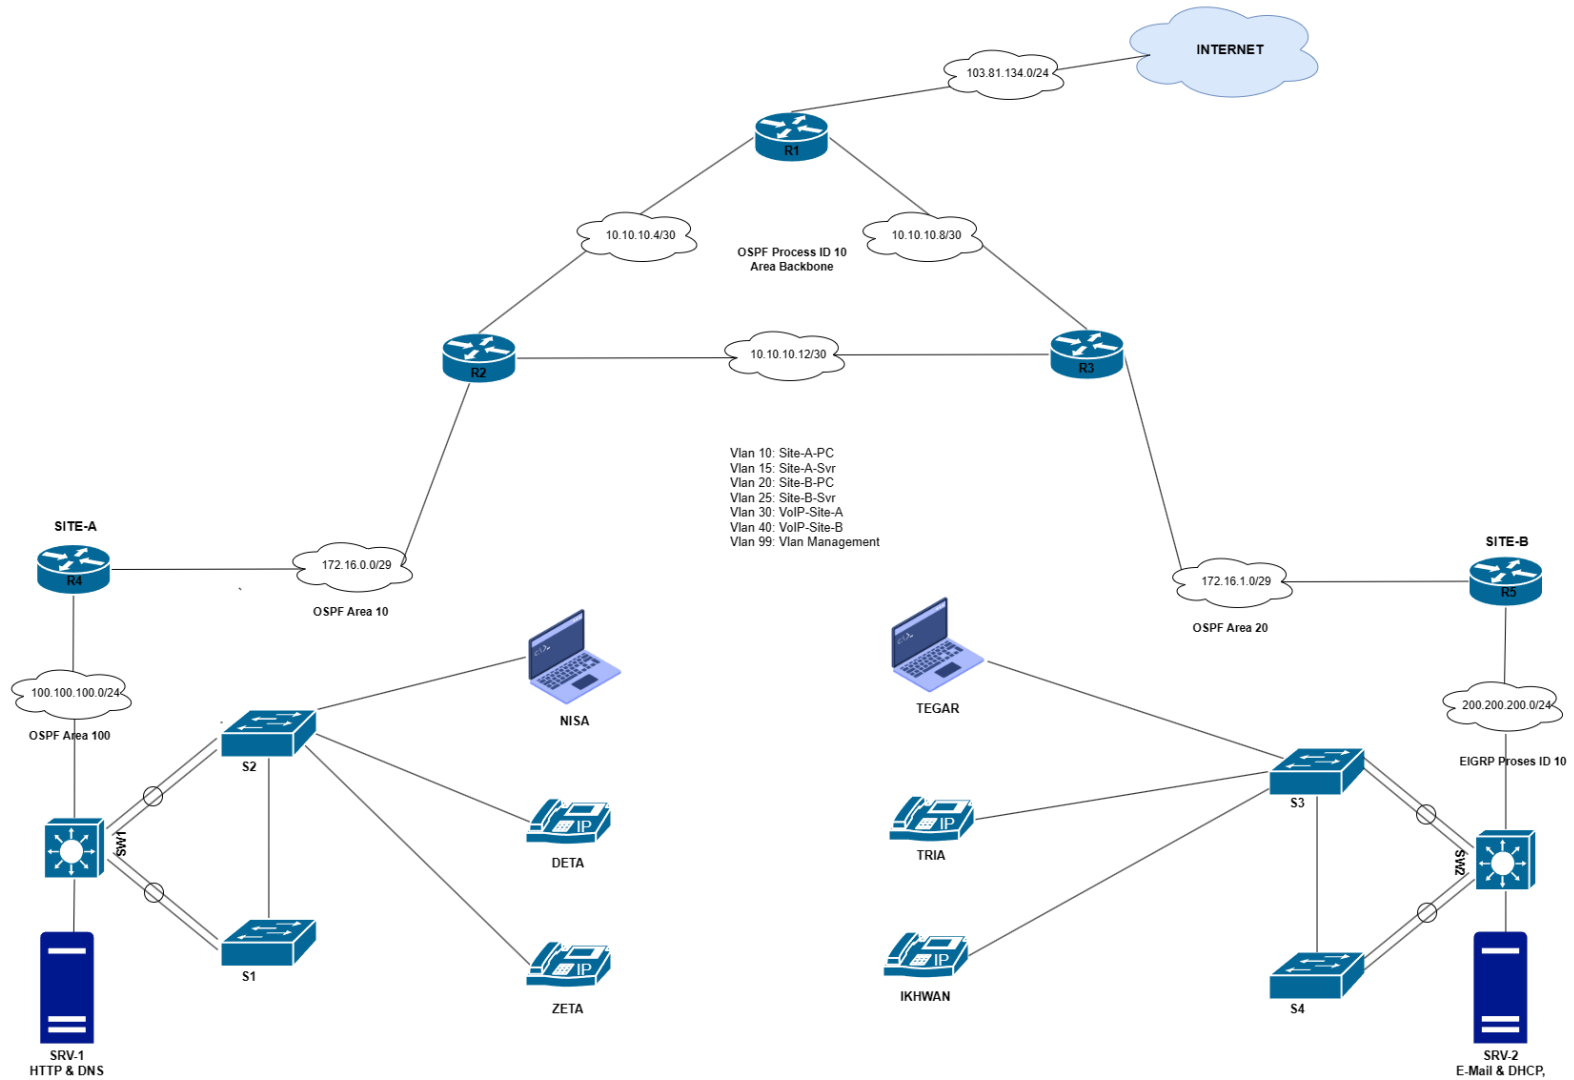 INTERNET
103.81.134.0/24
R1
10.10.10.4/30
10.10.10.8/30
OSPF Process ID 10
Area Backbone
R2
10.10.10.12/30
R3
Vlan 10: Site-A-PC
Vlan 15: Site-A-Svr
Vlan 20: Site-B-PC
Vlan 25: Site-B-Svr
Vlan 30: VoIP-Site-A
Vlan 40: VoIP-Site-B
Vlan 99: Vlan Management
SITE-A
R4
172.16.0.0/29
OSPF Area 10
SITE-B
R5
172.16.1.0/29
OSPF Area 20
100.100.100.0/24
OSPF Area 100
NISA
TEGAR
200.200.200.0/24
EIGRP Proses ID 10
S2
S3
SW1
SW2
IP
DETA
IP
TRIA
S1
IP
ZETA
IP
IKHWAN
S4
SRV-1
HTTP & DNS
SRV-2
E-Mail & DHCP,